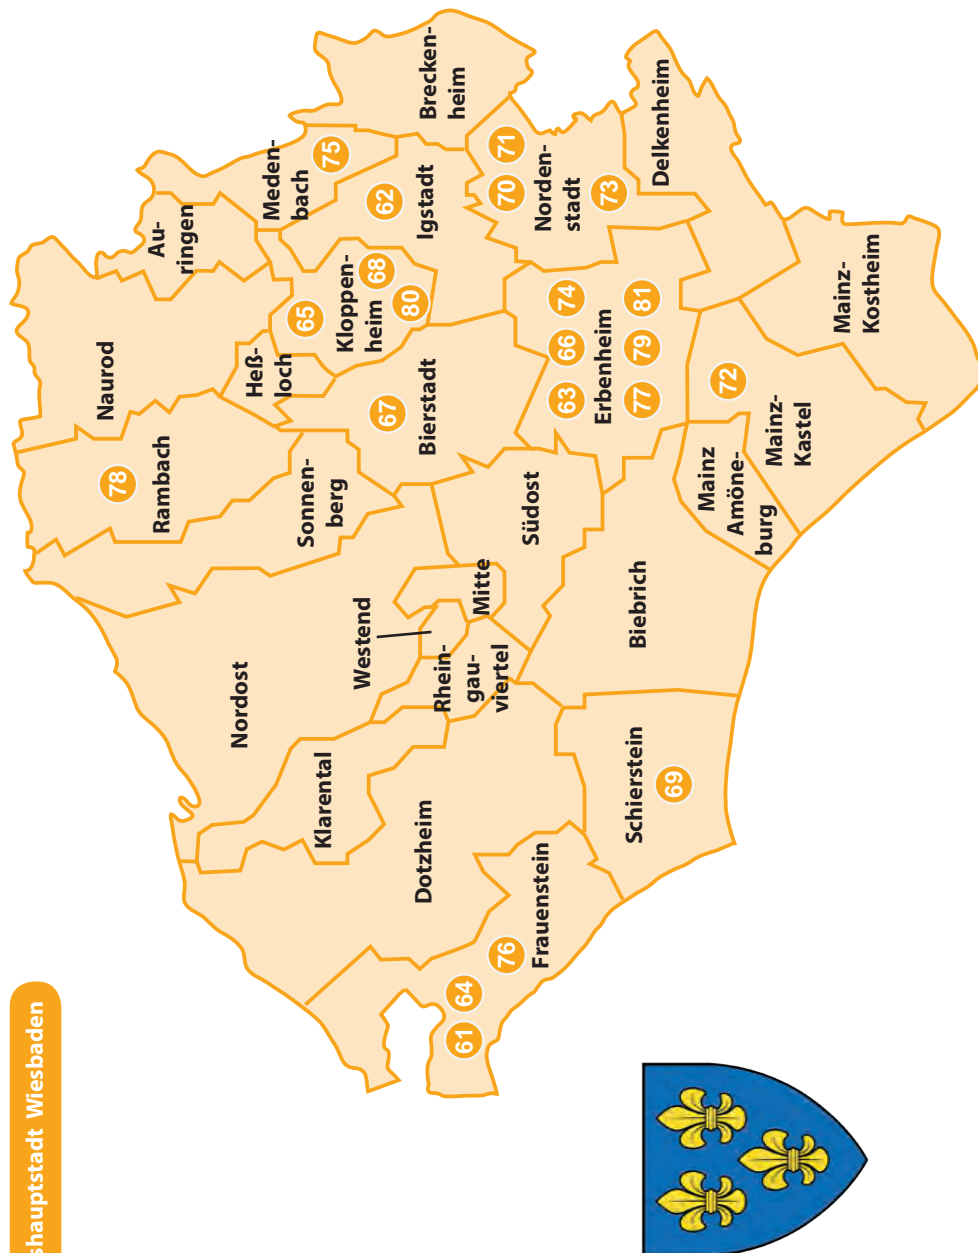 shauptstadt Wiesbaden
Naurod
Au-
ringen
Meden-
bach
75
Brecken-
heim
78
Rambach
Heß-
loch
65
Kloppen-
heim
68
80
62
Igstadt
70
71
Norden-
stadt
73
Delkenheim
Sonnen-
berg
67
Bierstadt
63
66
74
Erbenheim
77
79
81
Nordost
Westend
Mitte
Südost
Rhein-
gau-
viertel
72
Mainz-
Kastel
Mainz-
Kostheim
Mainz
Amöne-
burg
Biebrich
Klarental
Dotzheim
Schierstein
69
61
64
76
Frauenstein